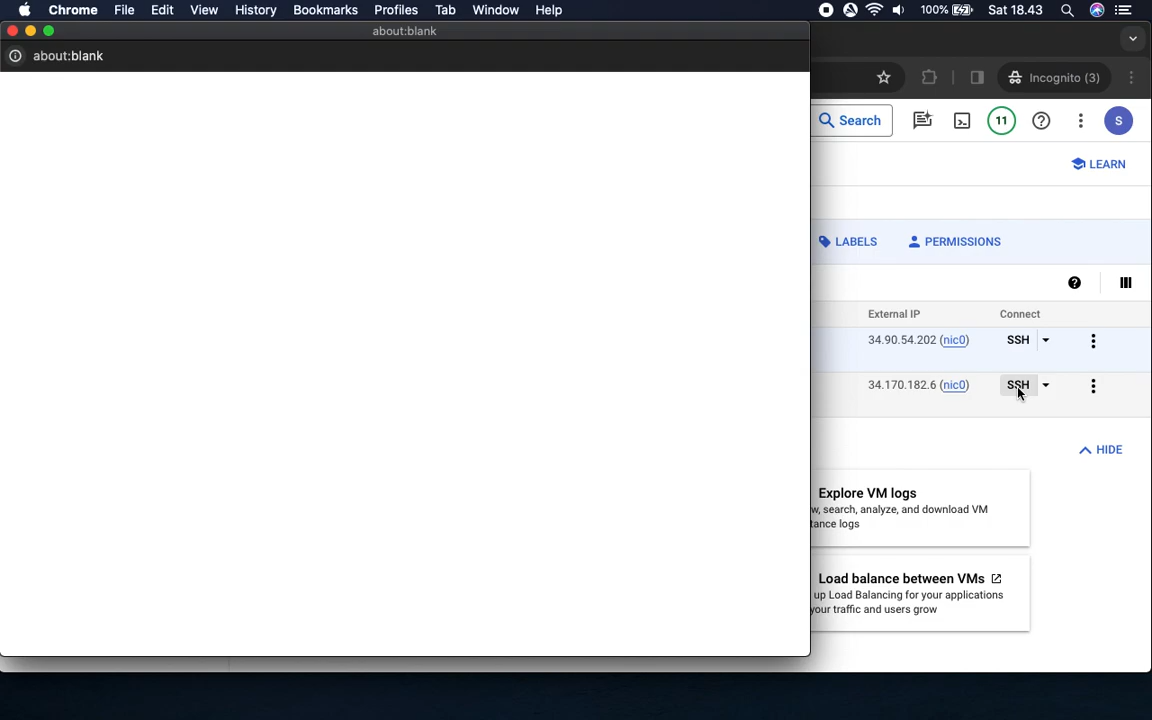 Chrome File Edit View History Bookmarks Profiles Tab Window Help 100% Sat 18.43
about:blank
about:blank
Incognito (3)
Search 11 S
LEARN
LABELS PERMISSIONS
External IP Connect
34.90.54.202 (nic0) SSH
34.170.182.6 (nic0) SSH
HIDE
Explore VM logs
w, search, analyze, and download VM
tance logs
Load balance between VMs
up Load Balancing for your applications
your traffic and users grow